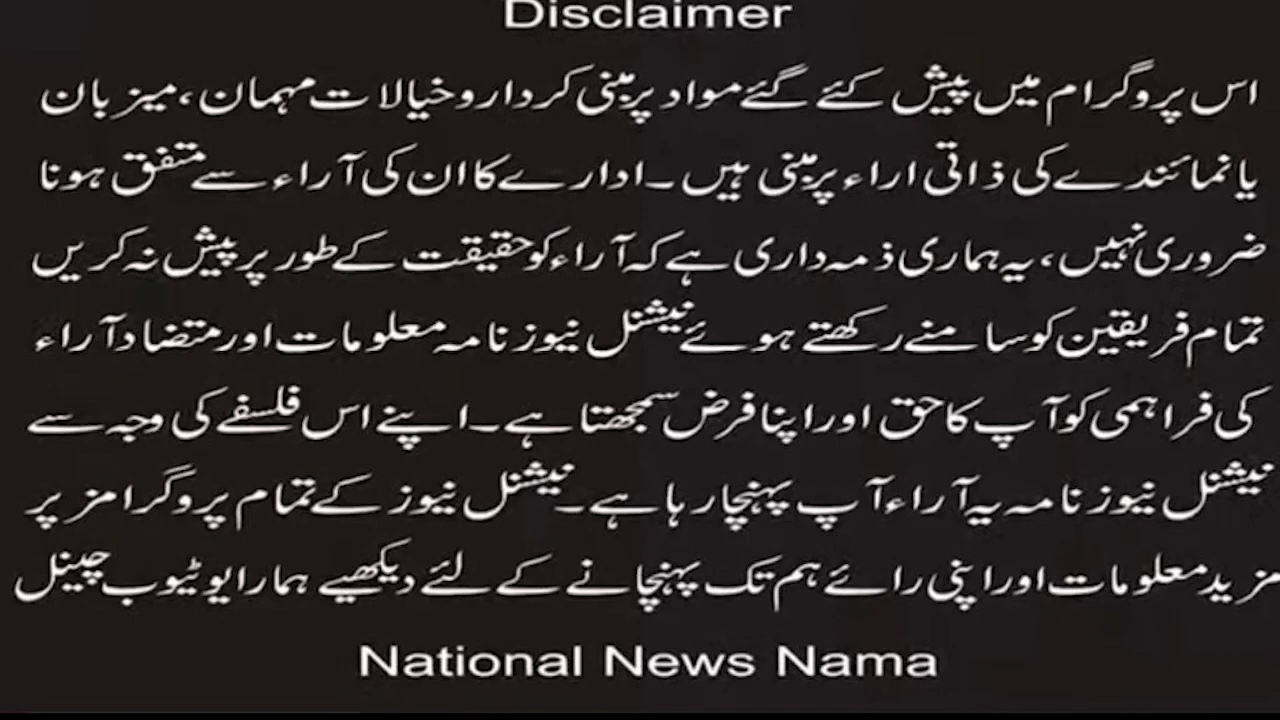 Disclaimer
اس پروگرام میں پیش کئے گئے مواد پر مبنی کردار و خیالات مہمان، میزبان
یا نمائندے کی ذاتی اراء پر مبنی ہیں۔ ادارے کا ان کی آراء سے متفق ہونا
ضروری نہیں، یہ ہماری ذمہ داری ہے کہ آراء کو حقیقت کے طور پر پیش نہ کریں
تمام فریقین کو سامنے رکھتے ہوئے نیشنل نیوز نامہ معلومات اور متضاد آراء
کی فراہمی کو آپ کا حق اور اپنا فرض سمجھتا ہے۔ اپنے اس فلسفے کی وجہ سے
نیشنل نیوز نامہ یہ آراء آپ پہنچا رہا ہے۔ نیشنل نیوز کے تمام پروگرامز پر
مزید معلومات اور اپنی رائے ہم تک پہنچانے کے لئے دیکھیے ہمارا یوٹیوب چینل
National News Nama